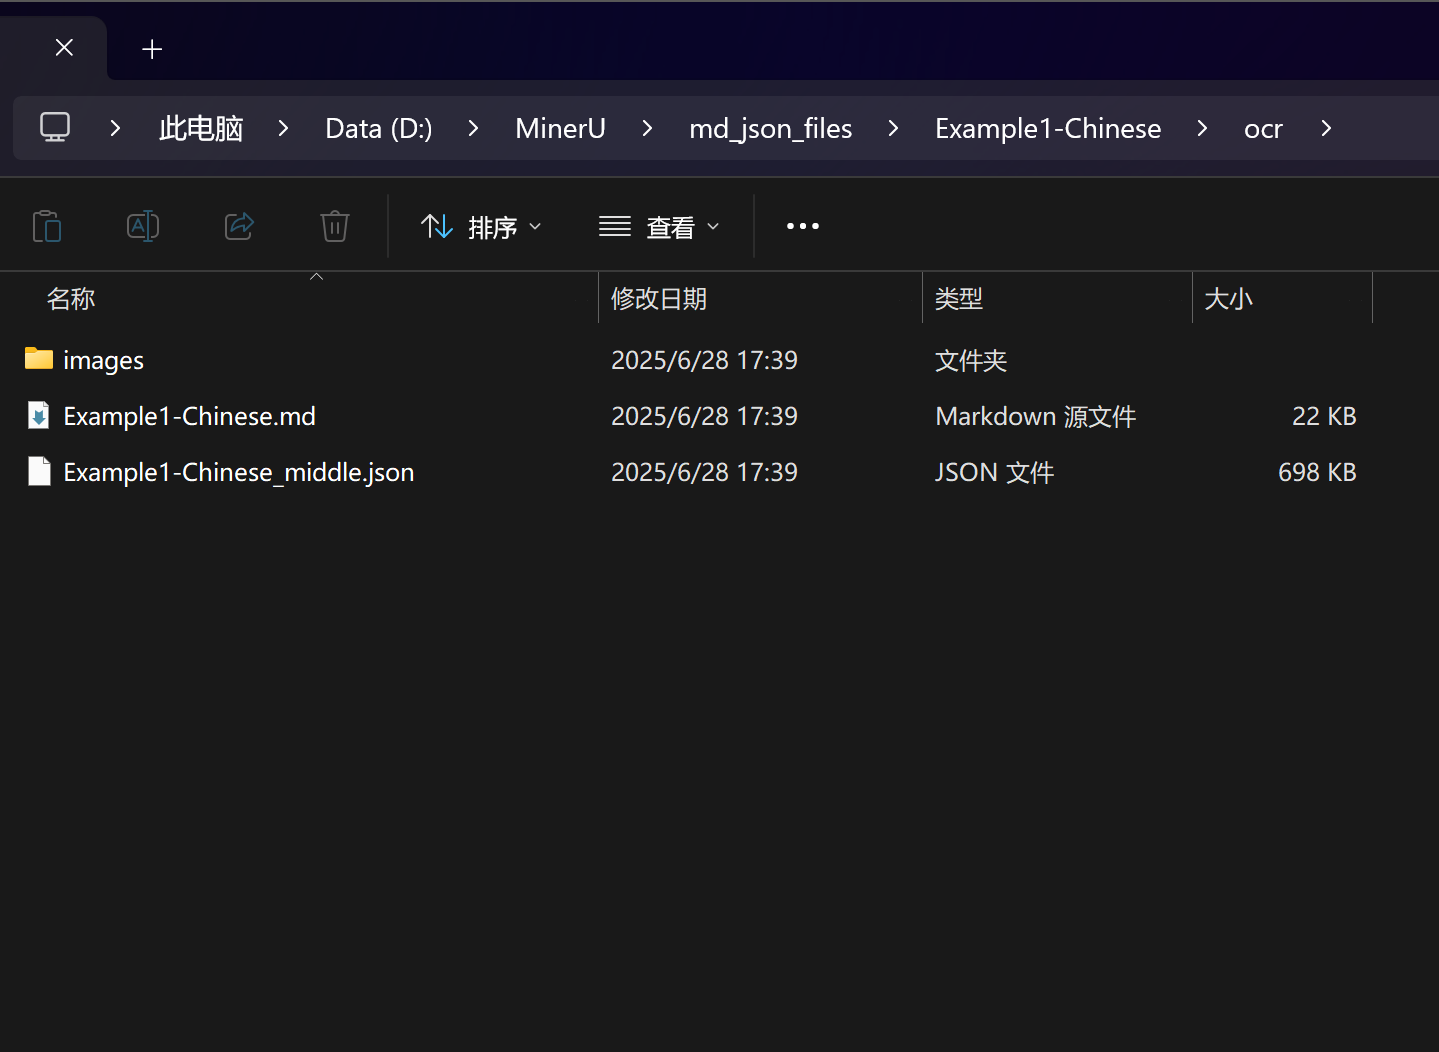 此电脑 Data (D:) MinerU md_json_files Example1-Chinese ocr
排序 查看
名称 修改日期 类型 大小
images 2025/6/28 17:39 文件夹
Example1-Chinese.md 2025/6/28 17:39 Markdown 源文件 22 KB
Example1-Chinese_middle.json 2025/6/28 17:39 JSON 文件 698 KB